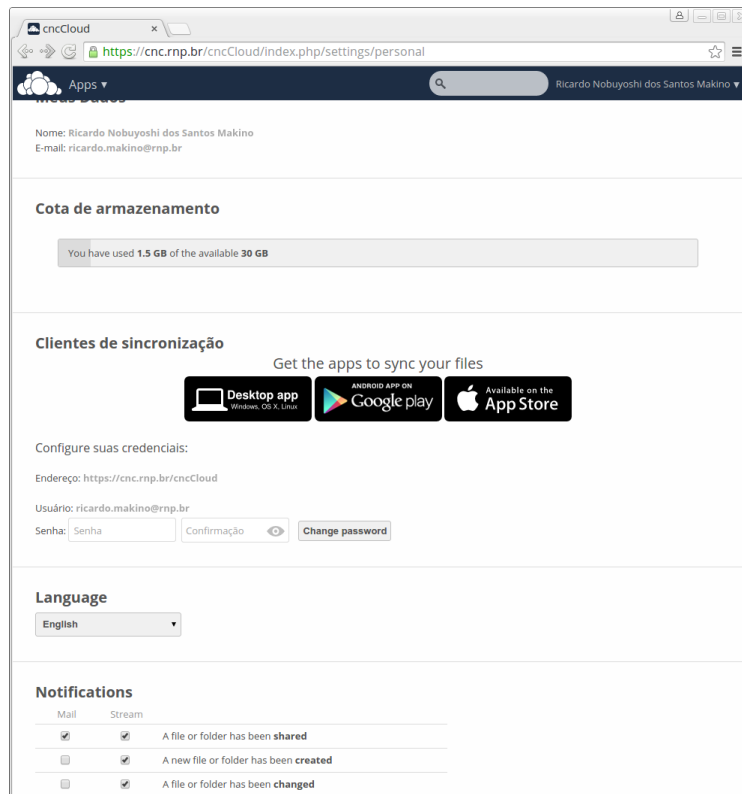 cncCloud
https://cnc.rnp.br/cncCloud/index.php/settings/personal
Apps ▾ Ricardo Nobuyoshi dos Santos Makino ▾
Meus Dados
Nome: Ricardo Nobuyoshi dos Santos Makino
E-mail: ricardo.makino@rnp.br
Cota de armazenamento
You have used 1.5 GB of the available 30 GB
Clientes de sincronização
Get the apps to sync your files
Desktop app
Windows, OS X, Linux
ANDROID APP ON
Google play
Available on the
App Store
Configure suas credenciais:
Endereço: https://cnc.rnp.br/cncCloud
Usuário: ricardo.makino@rnp.br
Senha: Senha Confirmação Change password
Language
English
Notifications
Mail Stream
A file or folder has been shared
A new file or folder has been created
A file or folder has been changed